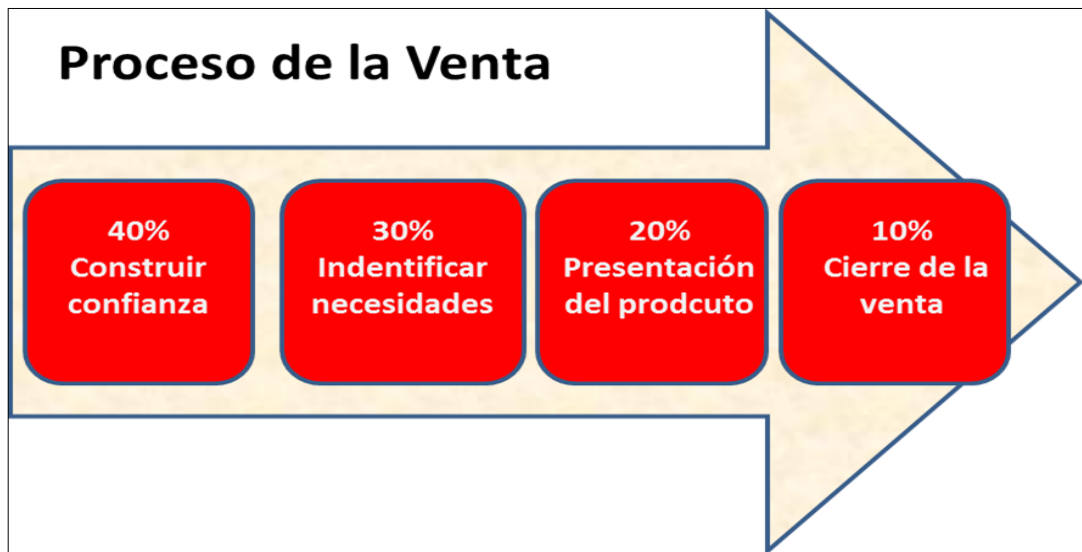 Proceso de la Venta
40%
Construir
confianza
30%
Indentificar
necesidades
20%
Presentación
del prodcuto
10%
Cierre de la
venta